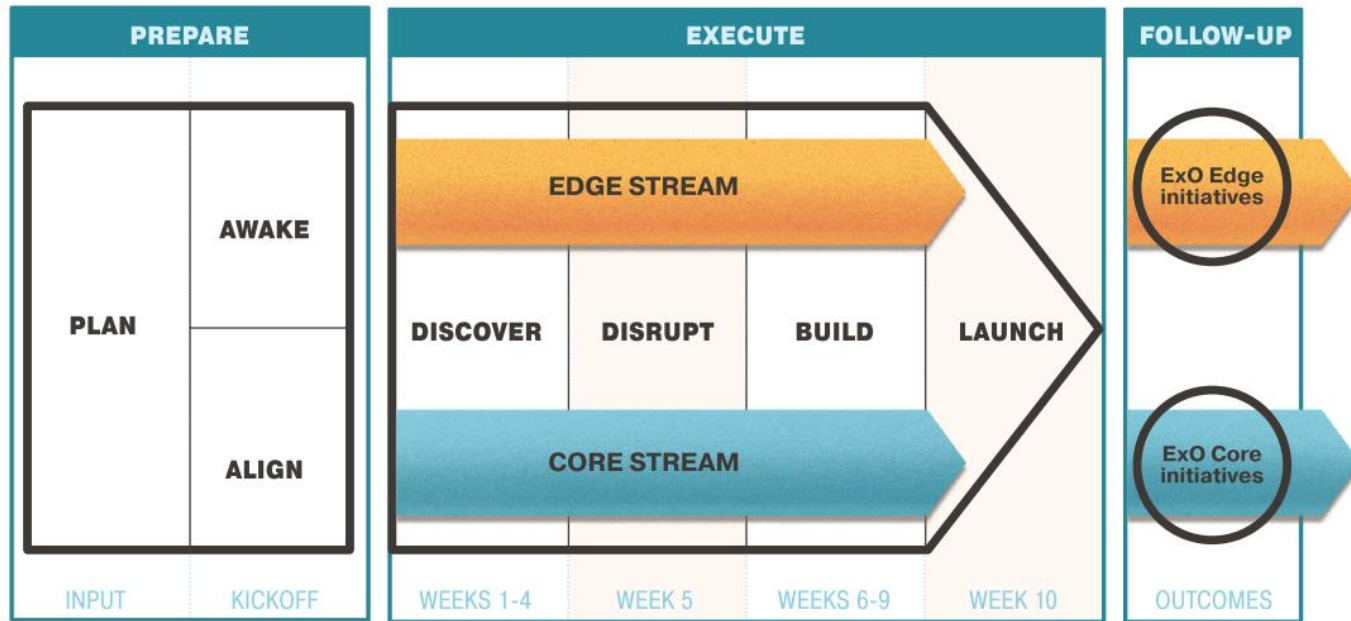 PREPARE
EXECUTE
FOLLOW-UP
EDGE STREAM
ExO Edge
initiatives
AWAKE
PLAN
DISCOVER
DISRUPT
BUILD
LAUNCH
ALIGN
CORE STREAM
ExO Core
initiatives
INPUT
KICKOFF
WEEKS 1-4
WEEK 5
WEEKS 6-9
WEEK 10
OUTCOMES